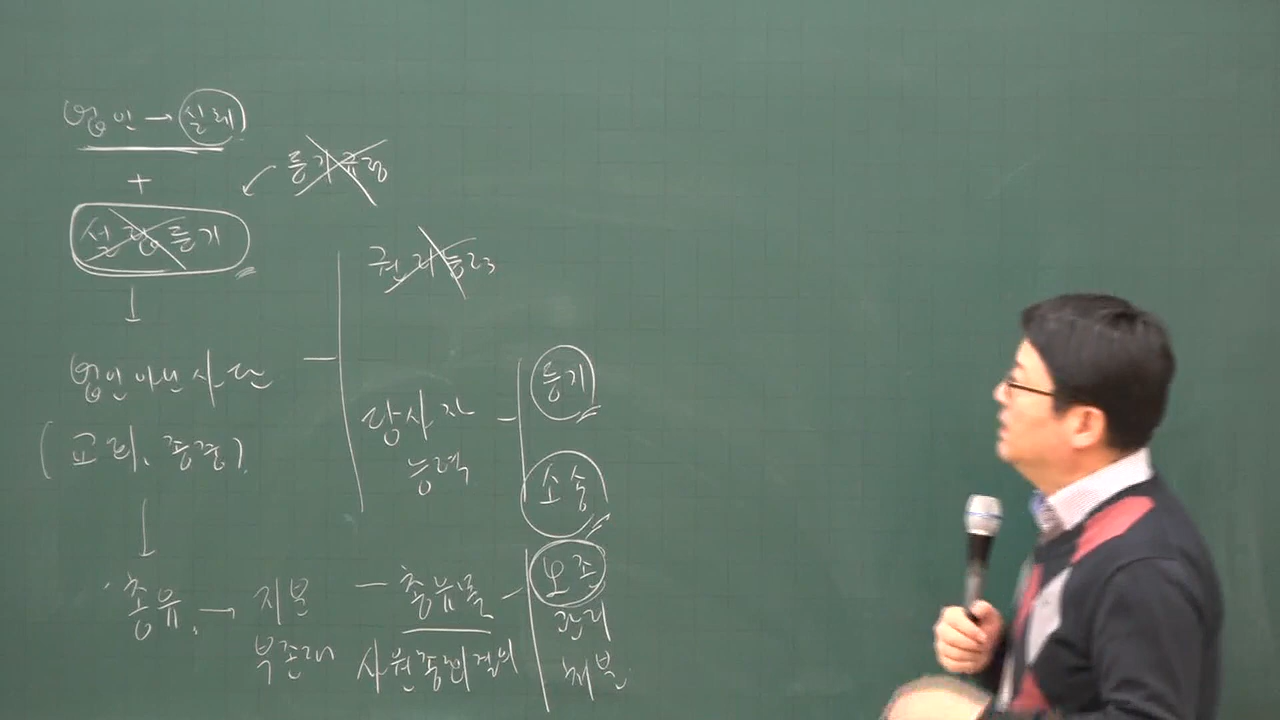 법인 → 실체
등기규정
+
설립등기
권리능력
↓
법인 아닌 사단
등기
당사자
능력
(교회, 종중)
소송
↓
총유 → 지분
부존재
총유물
사원총회결의
보존
관리
처분